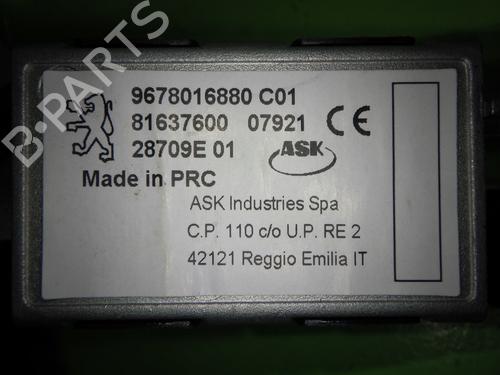 9678016880 C01
81637600 07921 CE
28709E 01 ASK
Made in PRC
ASK Industries Spa
C.P. 110 c/o U.P. RE 2
42121 Reggio Emilia IT
B-PARTS